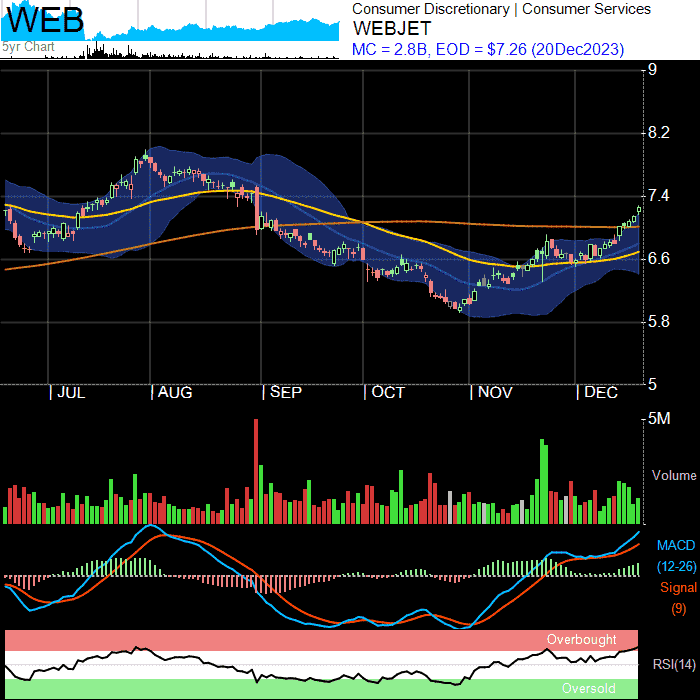 WEB
5yr Chart
Consumer Discretionary | Consumer Services
WEBJET
MC = 2.8B, EOD = $7.26 (20Dec2023)
9
8.2
7.4
6.6
5.8
5
| JUL | AUG | SEP | OCT | NOV | DEC
5M
Volume
MACD
(12-26)
Signal
(9)
Overbought
RSI(14)
Oversold